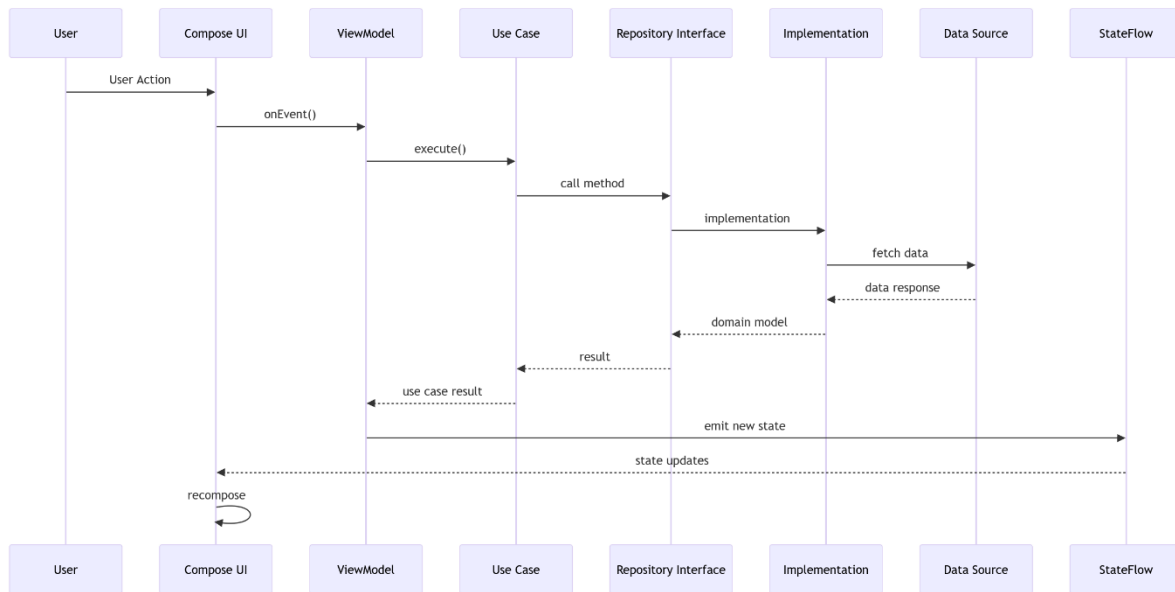 User
Compose UI
ViewModel
Use Case
Repository Interface
Implementation
Data Source
StateFlow
User Action
onEvent()
execute()
call method
implementation
fetch data
data response
domain model
result
use case result
emit new state
state updates
recompose
User
Compose UI
ViewModel
Use Case
Repository Interface
Implementation
Data Source
StateFlow